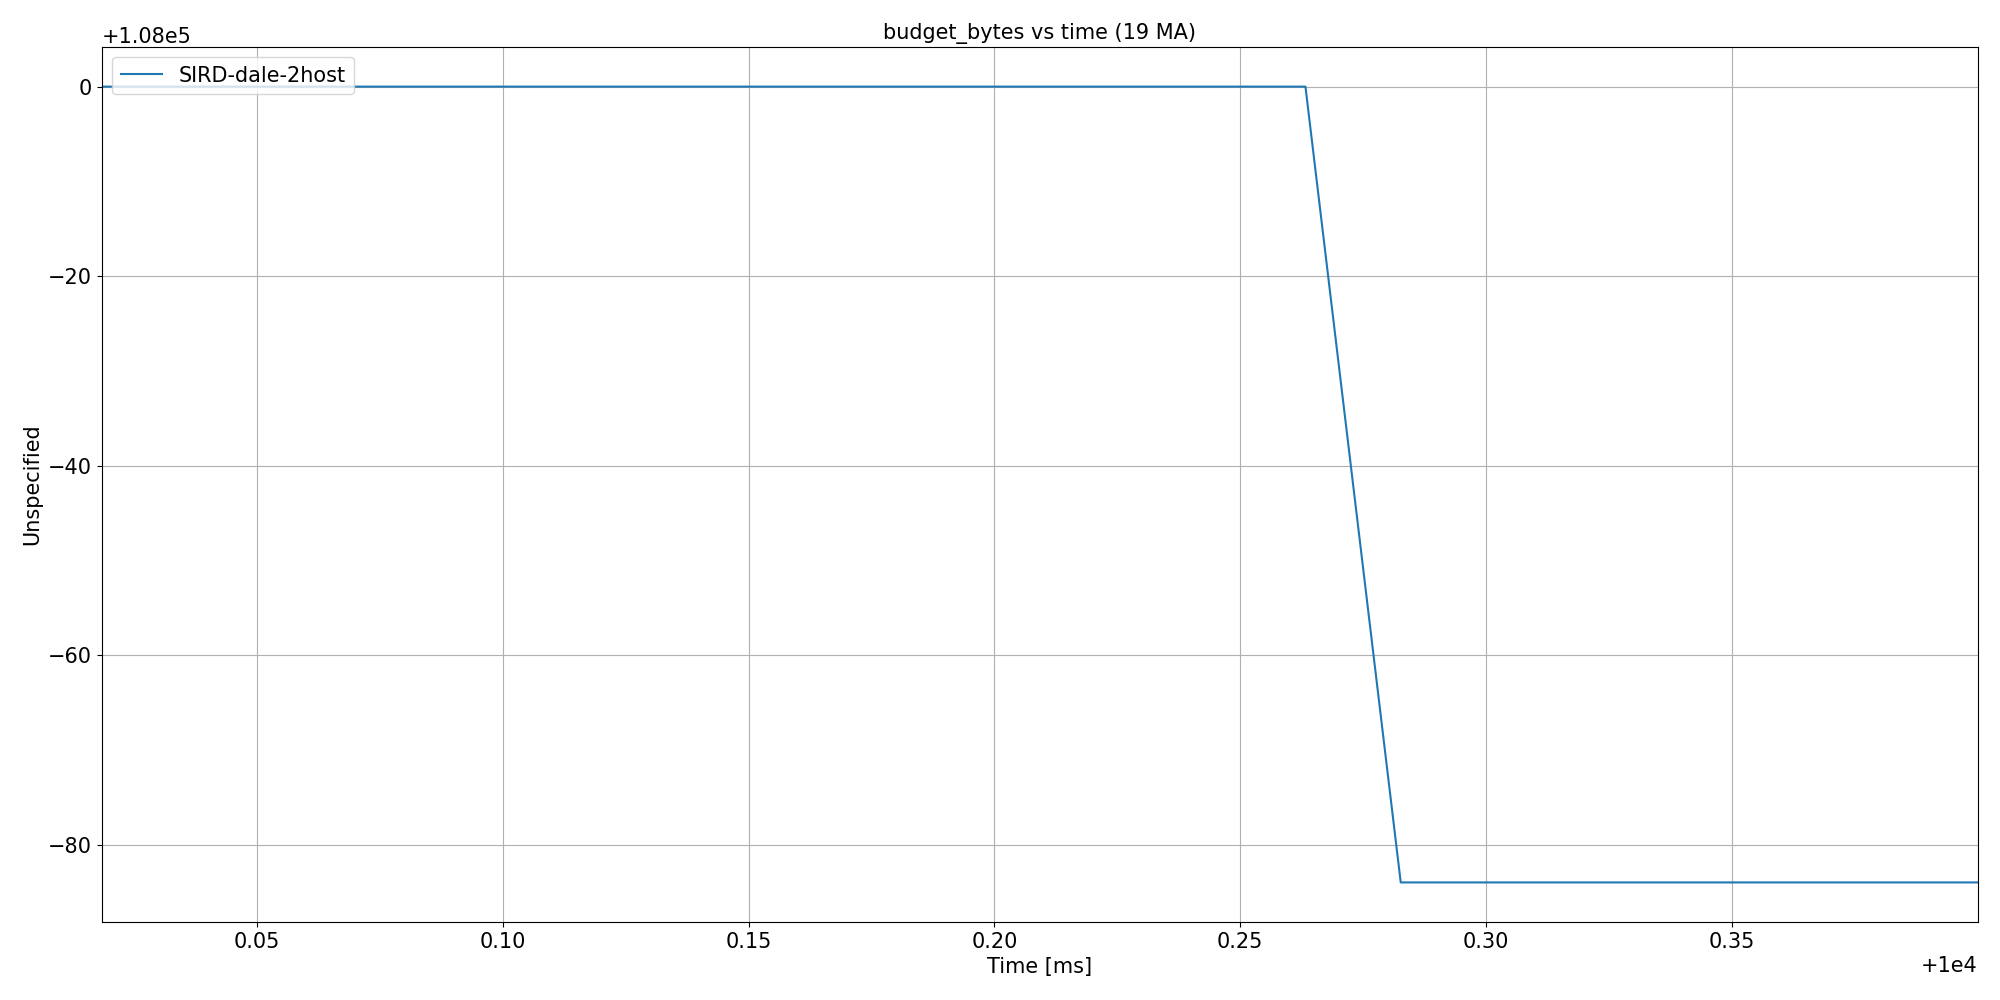 budget_bytes vs time (19 MA)
+1.08e5
SIRD-dale-2host
0
−20
−40
−60
−80
Unspecified
0.05 0.10 0.15 0.20 0.25 0.30 0.35
Time [ms]
+1e4